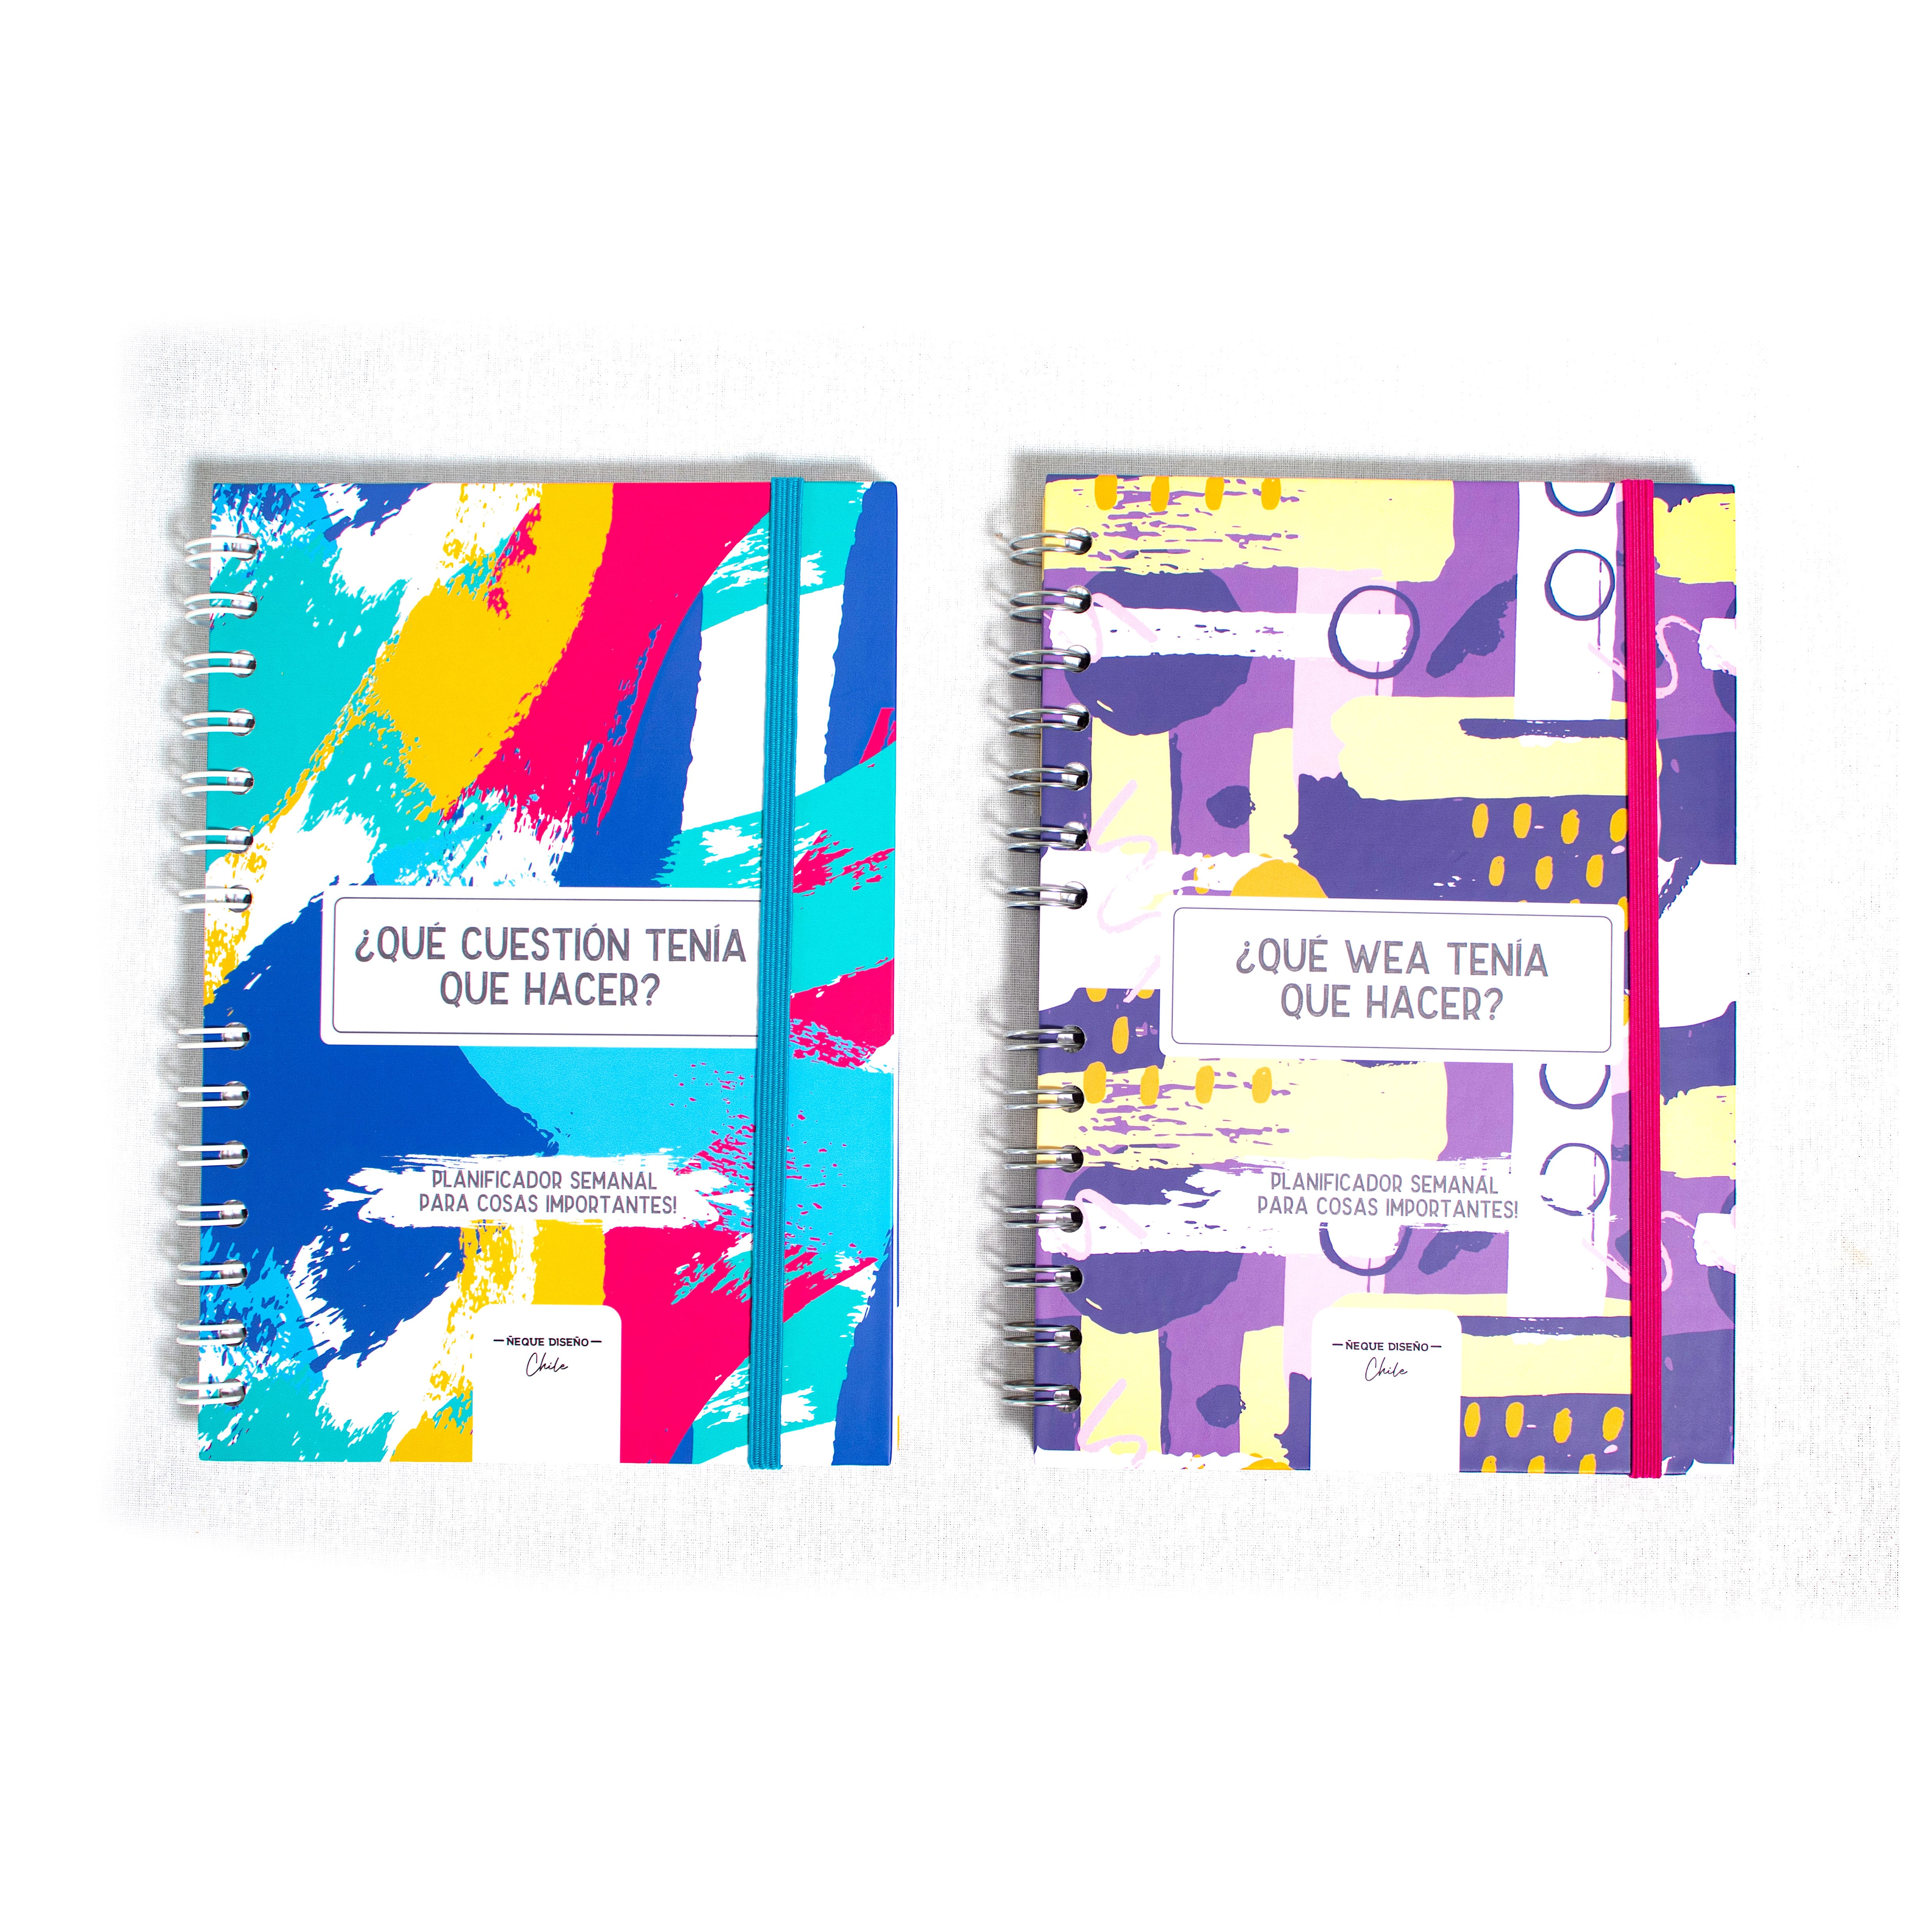 ¿QUÉ CUESTIÓN TENÍA
QUE HACER?
PLANIFICADOR SEMANAL
PARA COSAS IMPORTANTES!
ÑEQUE DISEÑO
Chile
¿QUÉ WEA TENÍA
QUE HACER?
PLANIFICADOR SEMANAL
PARA COSAS IMPORTANTES!
ÑEQUE DISEÑO
Chile